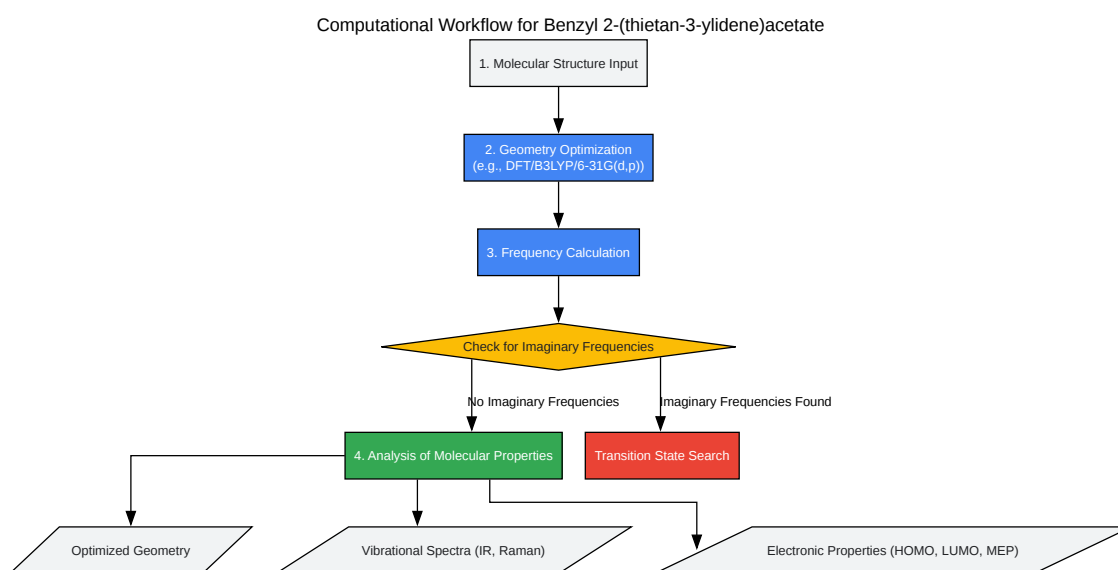 Computational Workflow for Benzyl 2-(thietan-3-ylidene)acetate
1. Molecular Structure Input
2. Geometry Optimization
(e.g., DFT/B3LYP/6-31G(d,p))
3. Frequency Calculation
Check for Imaginary Frequencies
No Imaginary Frequencies
Imaginary Frequencies Found
4. Analysis of Molecular Properties
Transition State Search
Optimized Geometry
Vibrational Spectra (IR, Raman)
Electronic Properties (HOMO, LUMO, MEP)